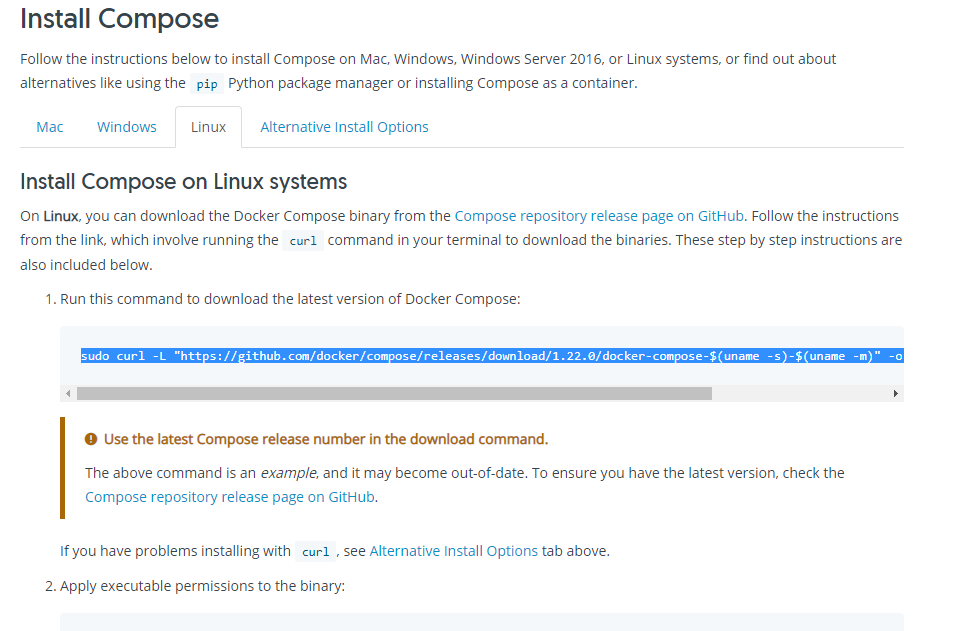 Install Compose
Follow the instructions below to install Compose on Mac, Windows, Windows Server 2016, or Linux systems, or find out about
alternatives like using the pip Python package manager or installing Compose as a container.
Mac Windows Linux Alternative Install Options
Install Compose on Linux systems
On Linux, you can download the Docker Compose binary from the Compose repository release page on GitHub. Follow the instructions
from the link, which involve running the curl command in your terminal to download the binaries. These step by step instructions are
also included below.
1. Run this command to download the latest version of Docker Compose:
sudo curl -L "https://github.com/docker/compose/releases/download/1.22.0/docker-compose-$(uname -s)-$(uname -m)" -o
Use the latest Compose release number in the download command.
The above command is an example, and it may become out-of-date. To ensure you have the latest version, check the
Compose repository release page on GitHub.
If you have problems installing with curl , see Alternative Install Options tab above.
2. Apply executable permissions to the binary: